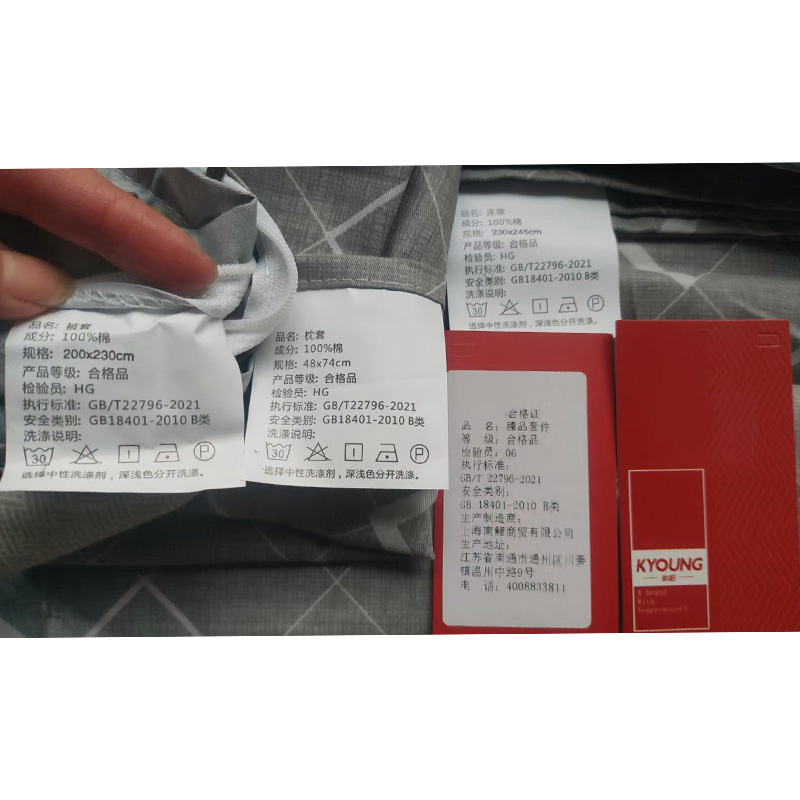 品名: 被套
成分: 100%棉
规格: 200x230cm
产品等级: 合格品
检验员: HG
执行标准: GB/T22796-2021
安全类别: GB18401-2010 B类
洗涤说明:
30
P
选择中性洗涤剂，深浅色分开洗涤。
品名: 枕套
成分: 100%棉
规格: 48x74cm
产品等级: 合格品
检验员: HG
执行标准: GB/T22796-2021
安全类别: GB18401-2010 B类
洗涤说明:
30
P
选择中性洗涤剂，深浅色分开洗涤。
品名: 床单
成分: 100%棉
规格: 230x245cm
产品等级: 合格品
检验员: HG
执行标准: GB/T22796-2021
安全类别: GB18401-2010 B类
洗涤说明:
30
P
选择中性洗涤剂，深浅色分开洗涤。
合格证
品 名: 臻品套件
等 级: 合格品
检验员: 06
执行标准:
GB/T 22796-2021
安全类别:
GB 18401-2010 B类
生产制造商:
上海南鲤商贸有限公司
生产地址:
江苏省南通市通州区川姜
镇温川中路9号
电 话: 4008833811
KYOUNG
With
Temperature